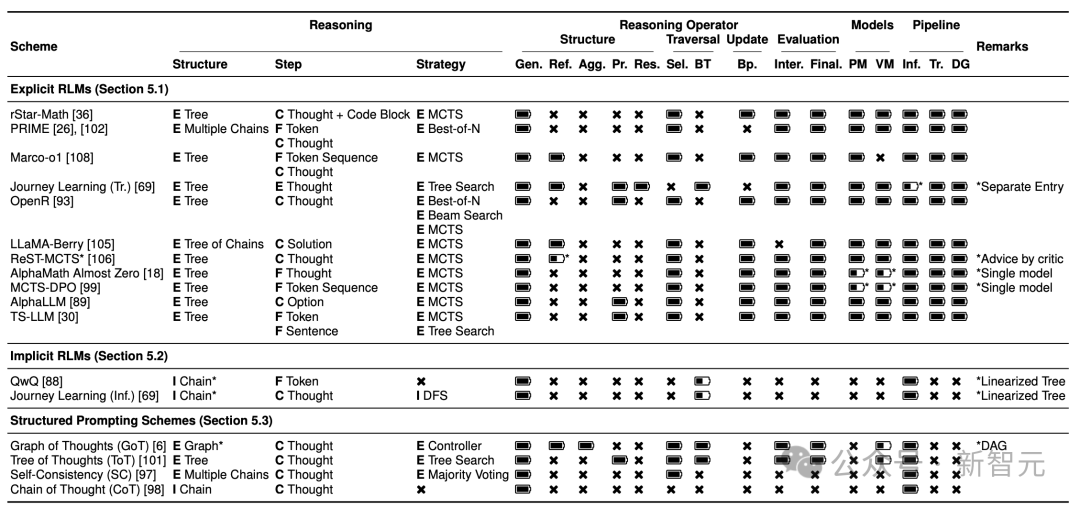 Reasoning Reasoning Operator Models Pipeline
Structure Traversal Update Evaluation
Scheme Remarks
Structure Step Strategy Gen. Ref. Agg. Pr. Res. Sel. BT Bp. Inter. Final. PM VM Inf. Tr. DG
Explicit RLMs (Section 5.1)
rStar-Math [36] E Tree C Thought + Code Block E MCTS
PRIME [26], [102] E Multiple Chains F Token E Best-of-N
C Thought
Marco-o1 [108] E Tree F Token Sequence E MCTS
C Thought
Journey Learning (Tr.) [69] E Tree E Thought E Tree Search * *Separate Entry
OpenR [93] E Tree C Thought E Best-of-N
E Beam Search
E MCTS
LLaMA-Berry [105] E Tree of Chains C Solution E MCTS
ReST-MCTS* [106] E Tree C Thought E MCTS * *Advice by critic
AlphaMath Almost Zero [18] E Tree F Thought E MCTS * * *Single model
MCTS-DPO [99] E Tree F Token Sequence E MCTS * * *Single model
AlphaLLM [89] E Tree C Option E MCTS
TS-LLM [30] E Tree F Token E MCTS
F Sentence E Tree Search
Implicit RLMs (Section 5.2)
QwQ [88] I Chain* F Token *Linearized Tree
Journey Learning (Inf.) [69] I Chain* C Thought I DFS *Linearized Tree
Structured Prompting Schemes (Section 5.3)
Graph of Thoughts (GoT) [6] E Graph* C Thought E Controller *DAG
Tree of Thoughts (ToT) [101] E Tree C Thought E Tree Search
Self-Consistency (SC) [97] E Multiple Chains C Thought E Majority Voting
Chain of Thought (CoT) [98] I Chain C Thought
公众号 · 新智元